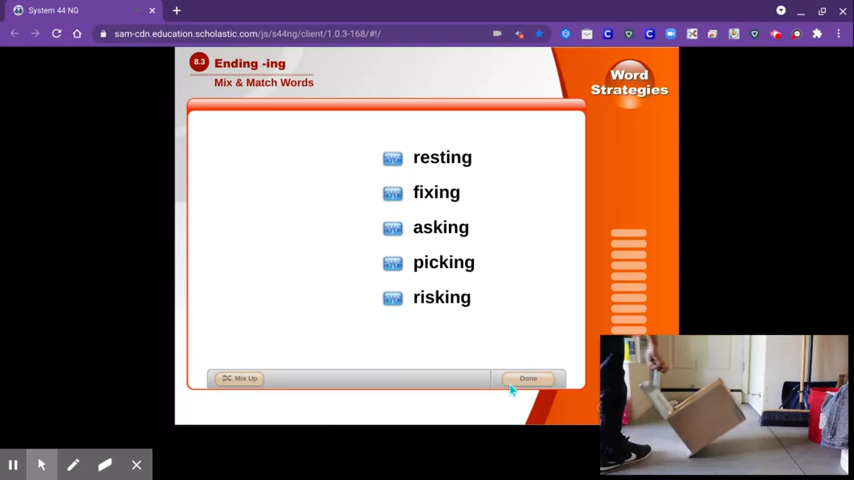 System 44 NG
sam-cdn.education.scholastic.com/js/s44ng/client/1.0.3-168/#!/
8.3 Ending -ing
Mix & Match Words
Word
Strategies
resting
fixing
asking
picking
risking
Mix Up
Done